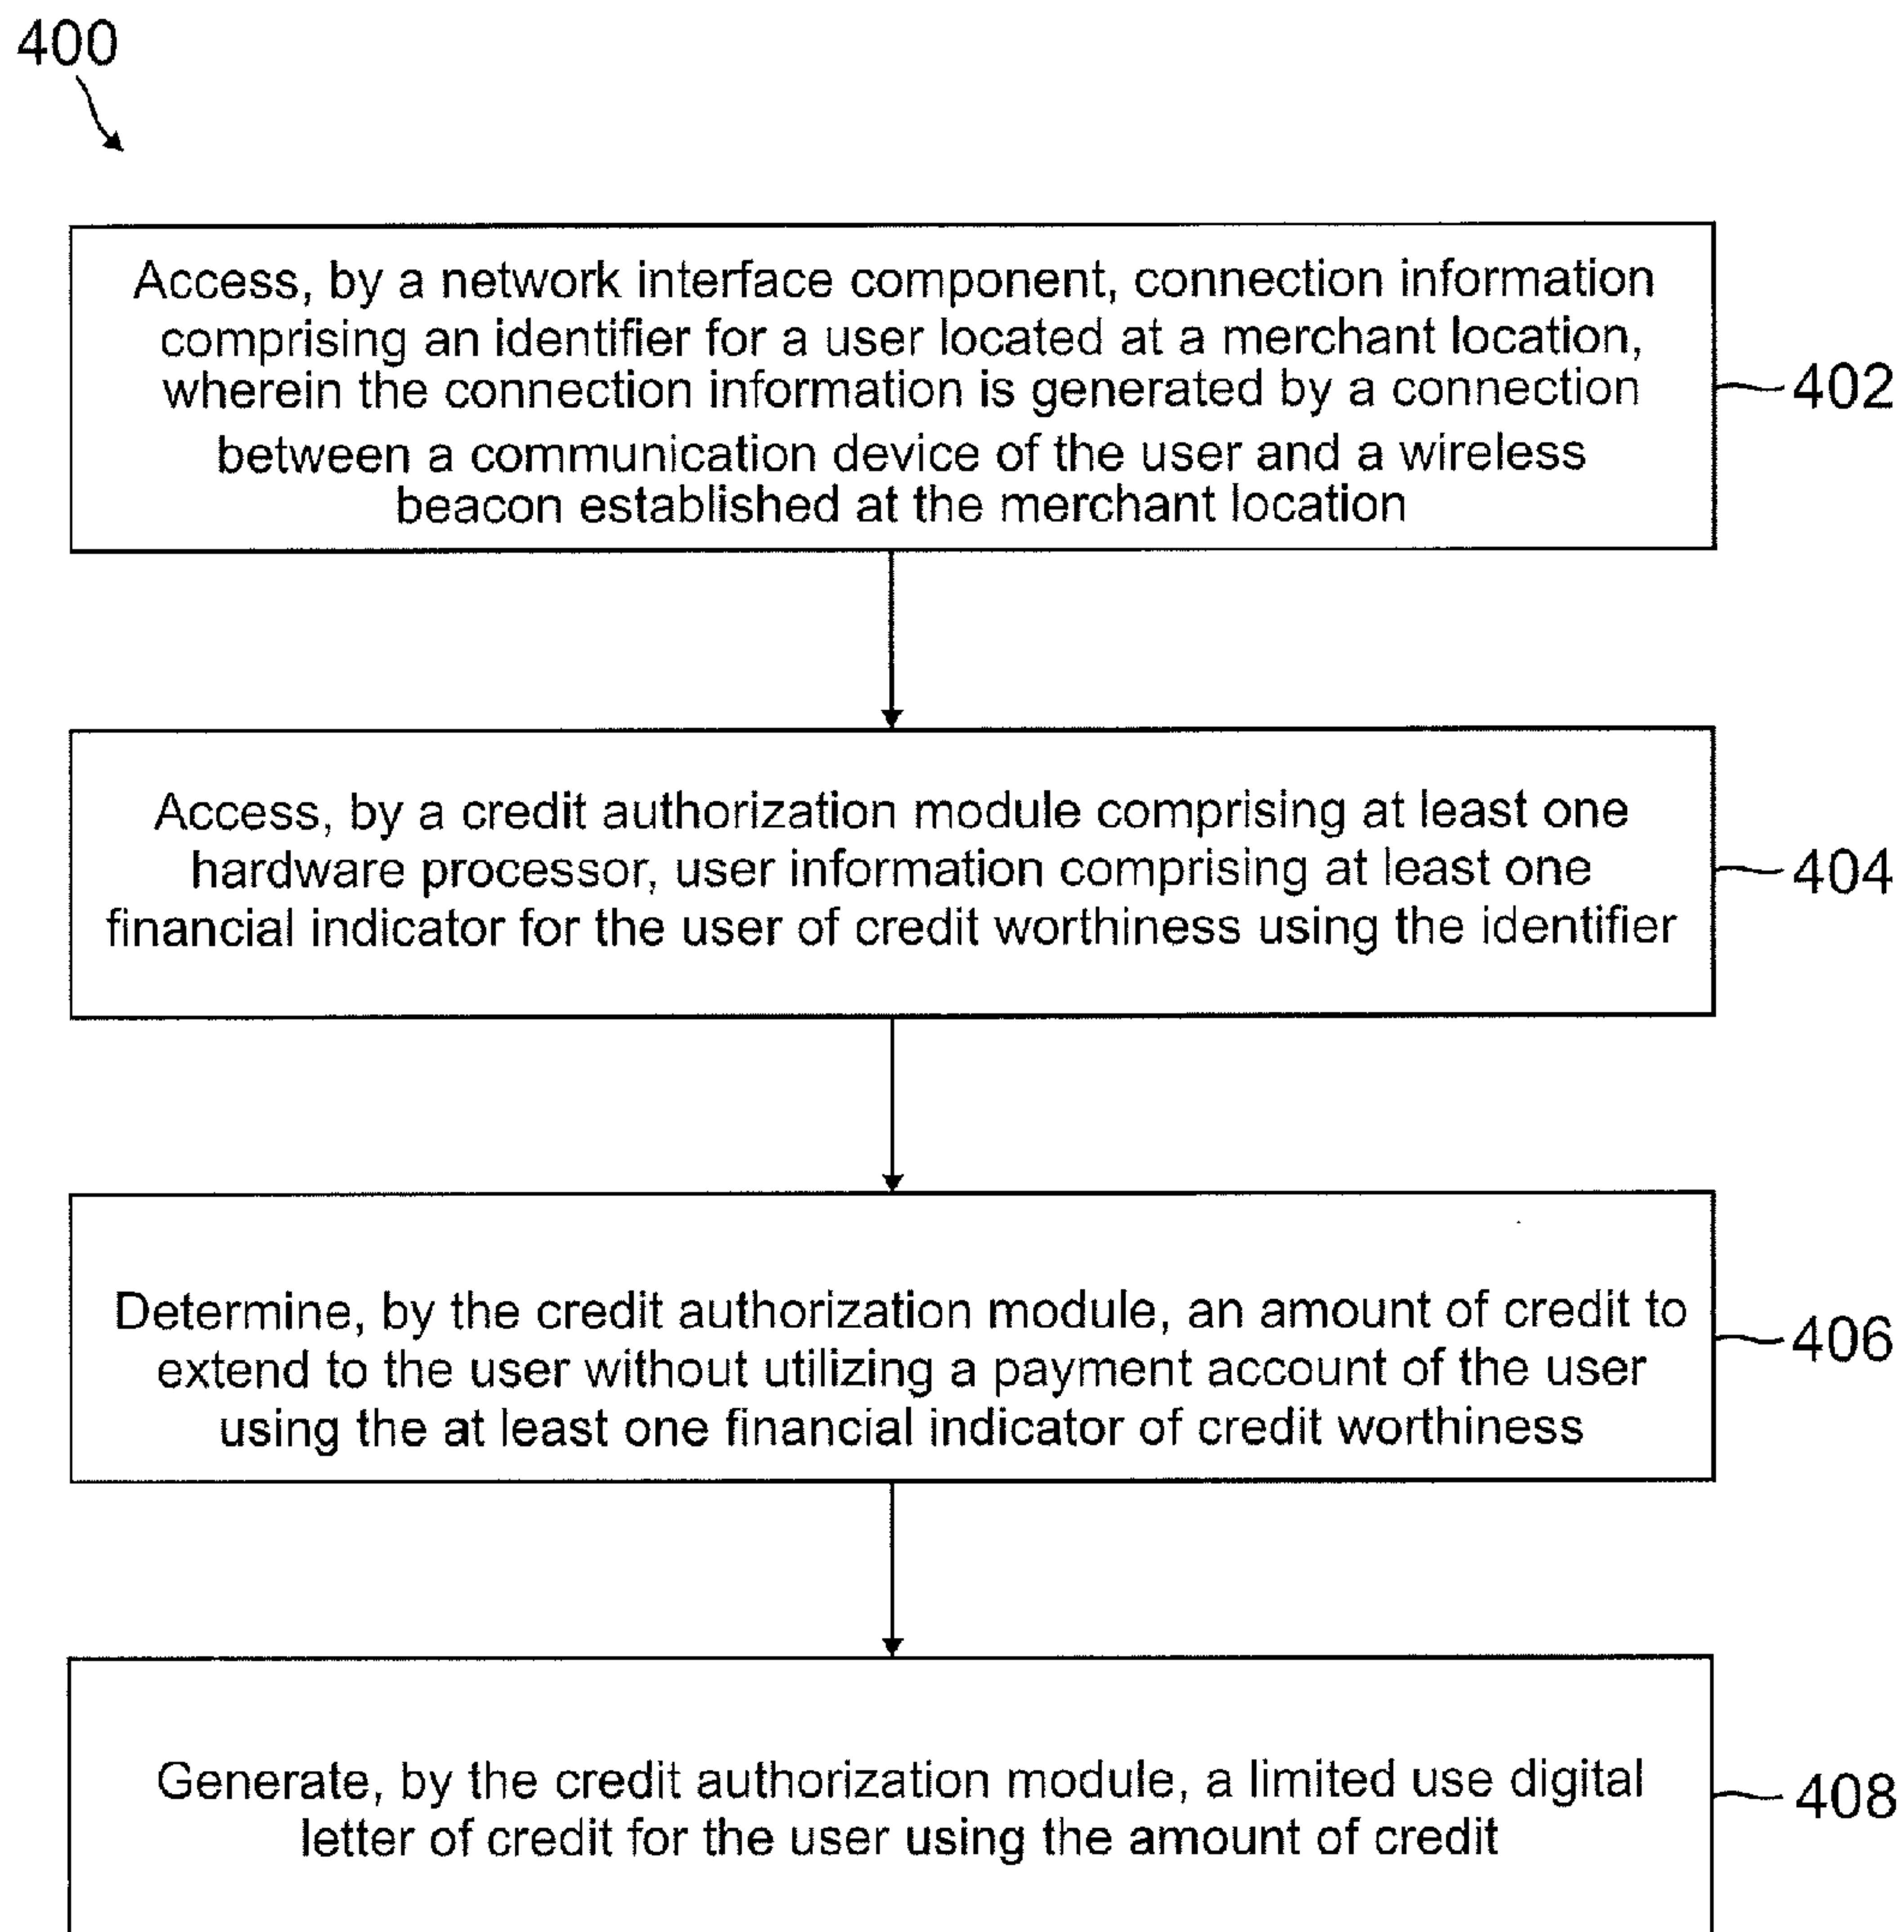 400
Access, by a network interface component, connection information
comprising an identifier for a user located at a merchant location,
wherein the connection information is generated by a connection
between a communication device of the user and a wireless
beacon established at the merchant location
402
Access, by a credit authorization module comprising at least one
hardware processor, user information comprising at least one
financial indicator for the user of credit worthiness using the identifier
404
Determine, by the credit authorization module, an amount of credit to
extend to the user without utilizing a payment account of the user
using the at least one financial indicator of credit worthiness
406
Generate, by the credit authorization module, a limited use digital
letter of credit for the user using the amount of credit
408